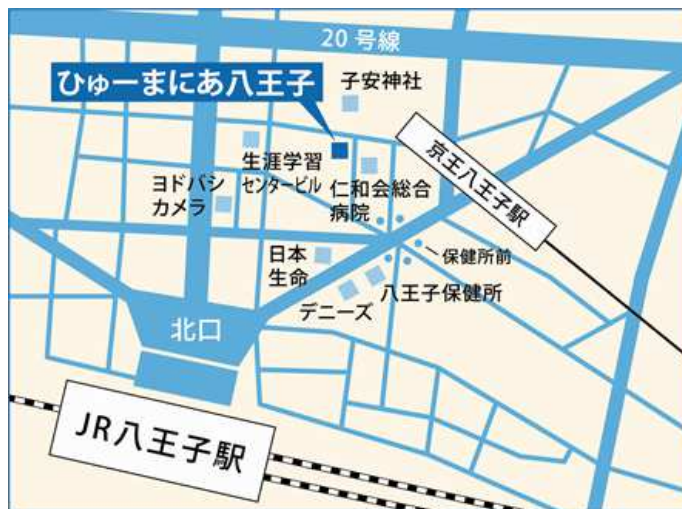 20号線
ひゅーまにあ八王子
子安神社
京王八王子駅
生涯学習
センタービル
仁和会総合
病院
ヨドバシ
カメラ
日本
生命
保健所前
八王子保健所
デニーズ
北口
JR八王子駅